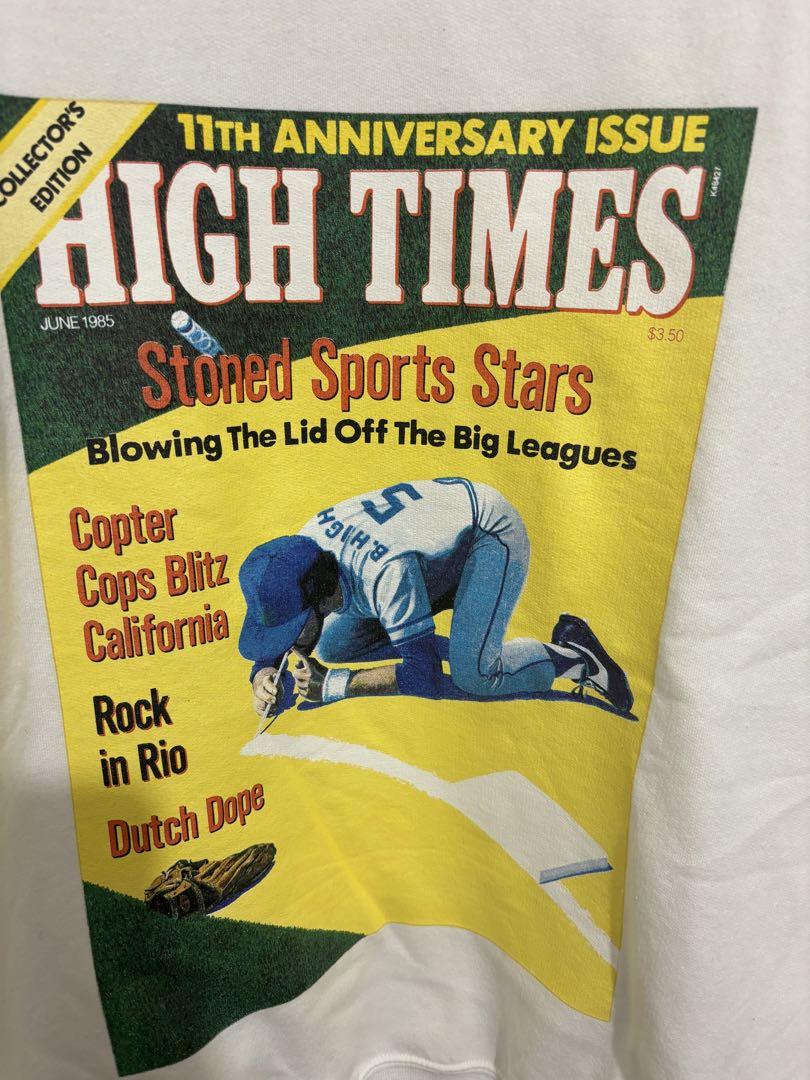 COLLECTOR'S
EDITION
11TH ANNIVERSARY ISSUE
HIGH TIMES
K48427
JUNE 1985
$3.50
Stoned Sports Stars
Blowing The Lid Off The Big Leagues
Copter
Cops Blitz
California
B. HIGH
5
Rock
in Rio
Dutch Dope